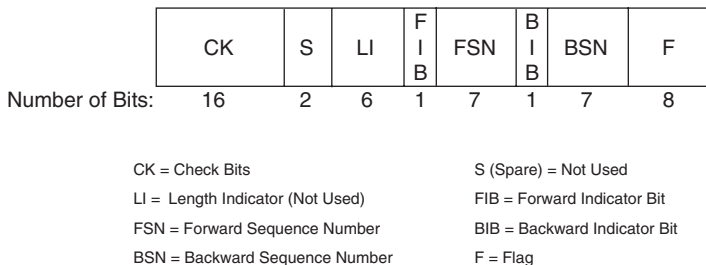 CK S LI FIB FSN BIB BSN F
Number of Bits: 16 2 6 1 7 1 7 8
CK = Check Bits
S (Spare) = Not Used
LI = Length Indicator (Not Used)
FIB = Forward Indicator Bit
FSN = Forward Sequence Number
BIB = Backward Indicator Bit
BSN = Backward Sequence Number
F = Flag